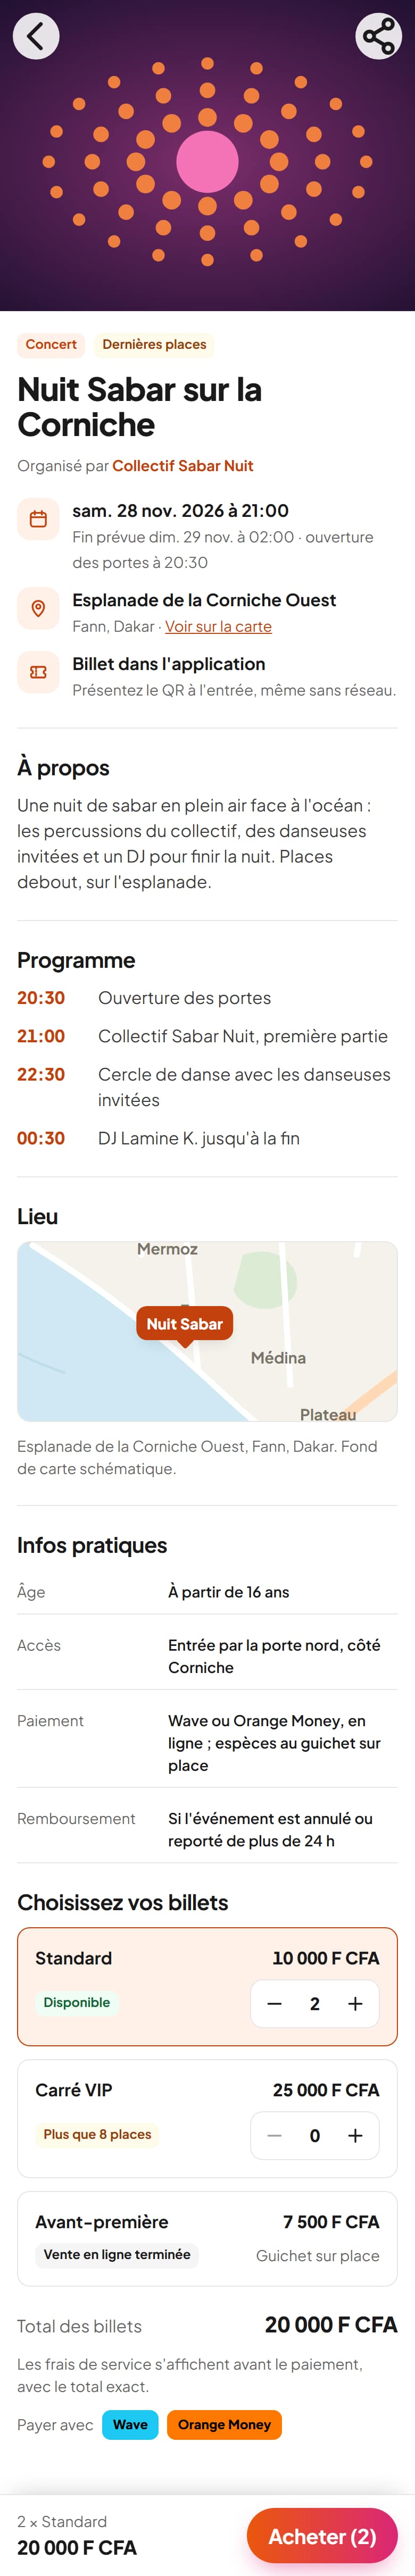 Concert
Dernières places
Nuit Sabar sur la
Corniche
Organisé par Collectif Sabar Nuit
sam. 28 nov. 2026 à 21:00
Fin prévue dim. 29 nov. à 02:00 · ouverture
des portes à 20:30
Esplanade de la Corniche Ouest
Fann, Dakar · Voir sur la carte
Billet dans l'application
Présentez le QR à l'entrée, même sans réseau.
À propos
Une nuit de sabar en plein air face à l'océan :
les percussions du collectif, des danseuses
invitées et un DJ pour finir la nuit. Places
debout, sur l'esplanade.
Programme
20:30 Ouverture des portes
21:00 Collectif Sabar Nuit, première partie
22:30 Cercle de danse avec les danseuses
invitées
00:30 DJ Lamine K. jusqu'à la fin
Lieu
Mermoz
Nuit Sabar
Médina
Plateau
Esplanade de la Corniche Ouest, Fann, Dakar. Fond
de carte schématique.
Infos pratiques
Âge À partir de 16 ans
Accès Entrée par la porte nord, côté
Corniche
Paiement Wave ou Orange Money, en
ligne ; espèces au guichet sur
place
Remboursement Si l'événement est annulé ou
reporté de plus de 24 h
Choisissez vos billets
Standard 10 000 F CFA
Disponible − 2 +
Carré VIP 25 000 F CFA
Plus que 8 places − 0 +
Avant-première 7 500 F CFA
Vente en ligne terminée Guichet sur place
Total des billets 20 000 F CFA
Les frais de service s'affichent avant le paiement,
avec le total exact.
Payer avec Wave Orange Money
2 × Standard
20 000 F CFA
Acheter (2)